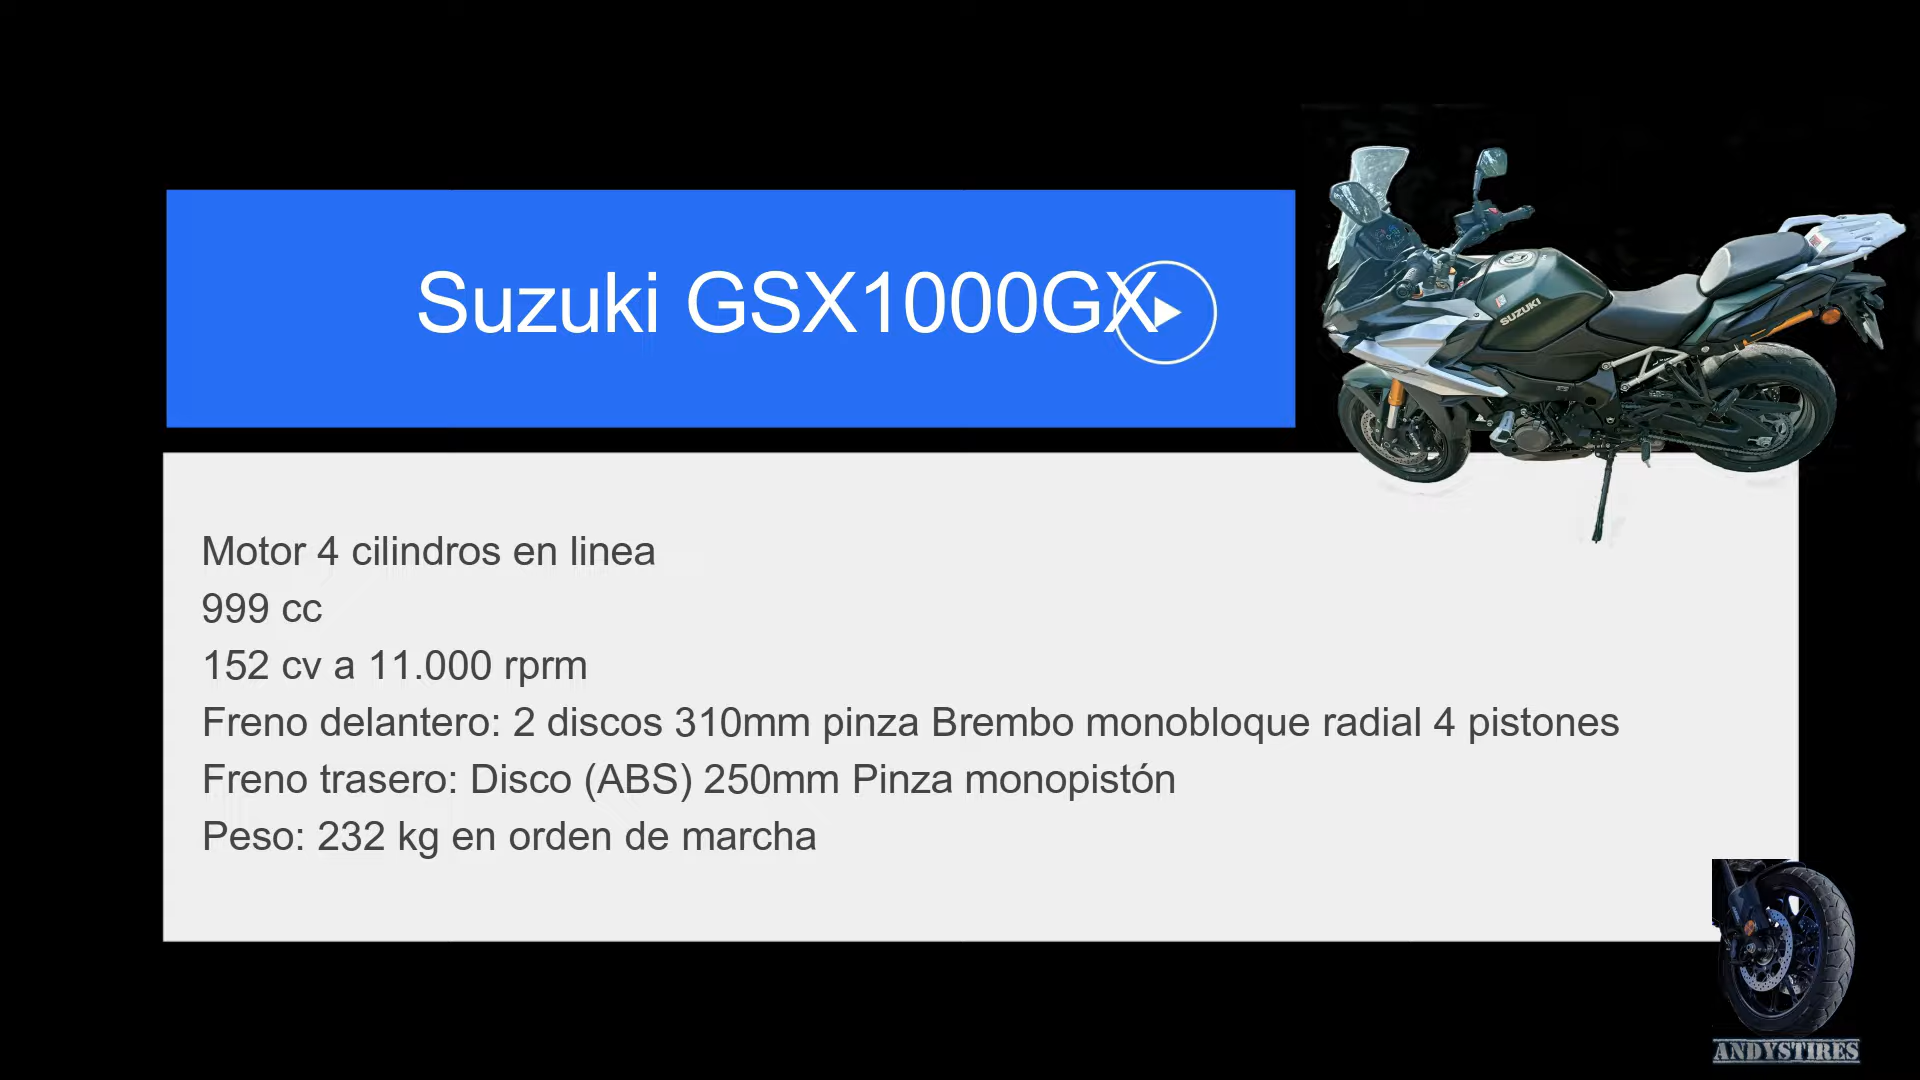 Suzuki GSX1000GX
SUZUKI
Motor 4 cilindros en linea
999 cc
152 cv a 11.000 rprm
Freno delantero: 2 discos 310mm pinza Brembo monobloque radial 4 pistones
Freno trasero: Disco (ABS) 250mm Pinza monopistón
Peso: 232 kg en orden de marcha
ANDYSTIRES